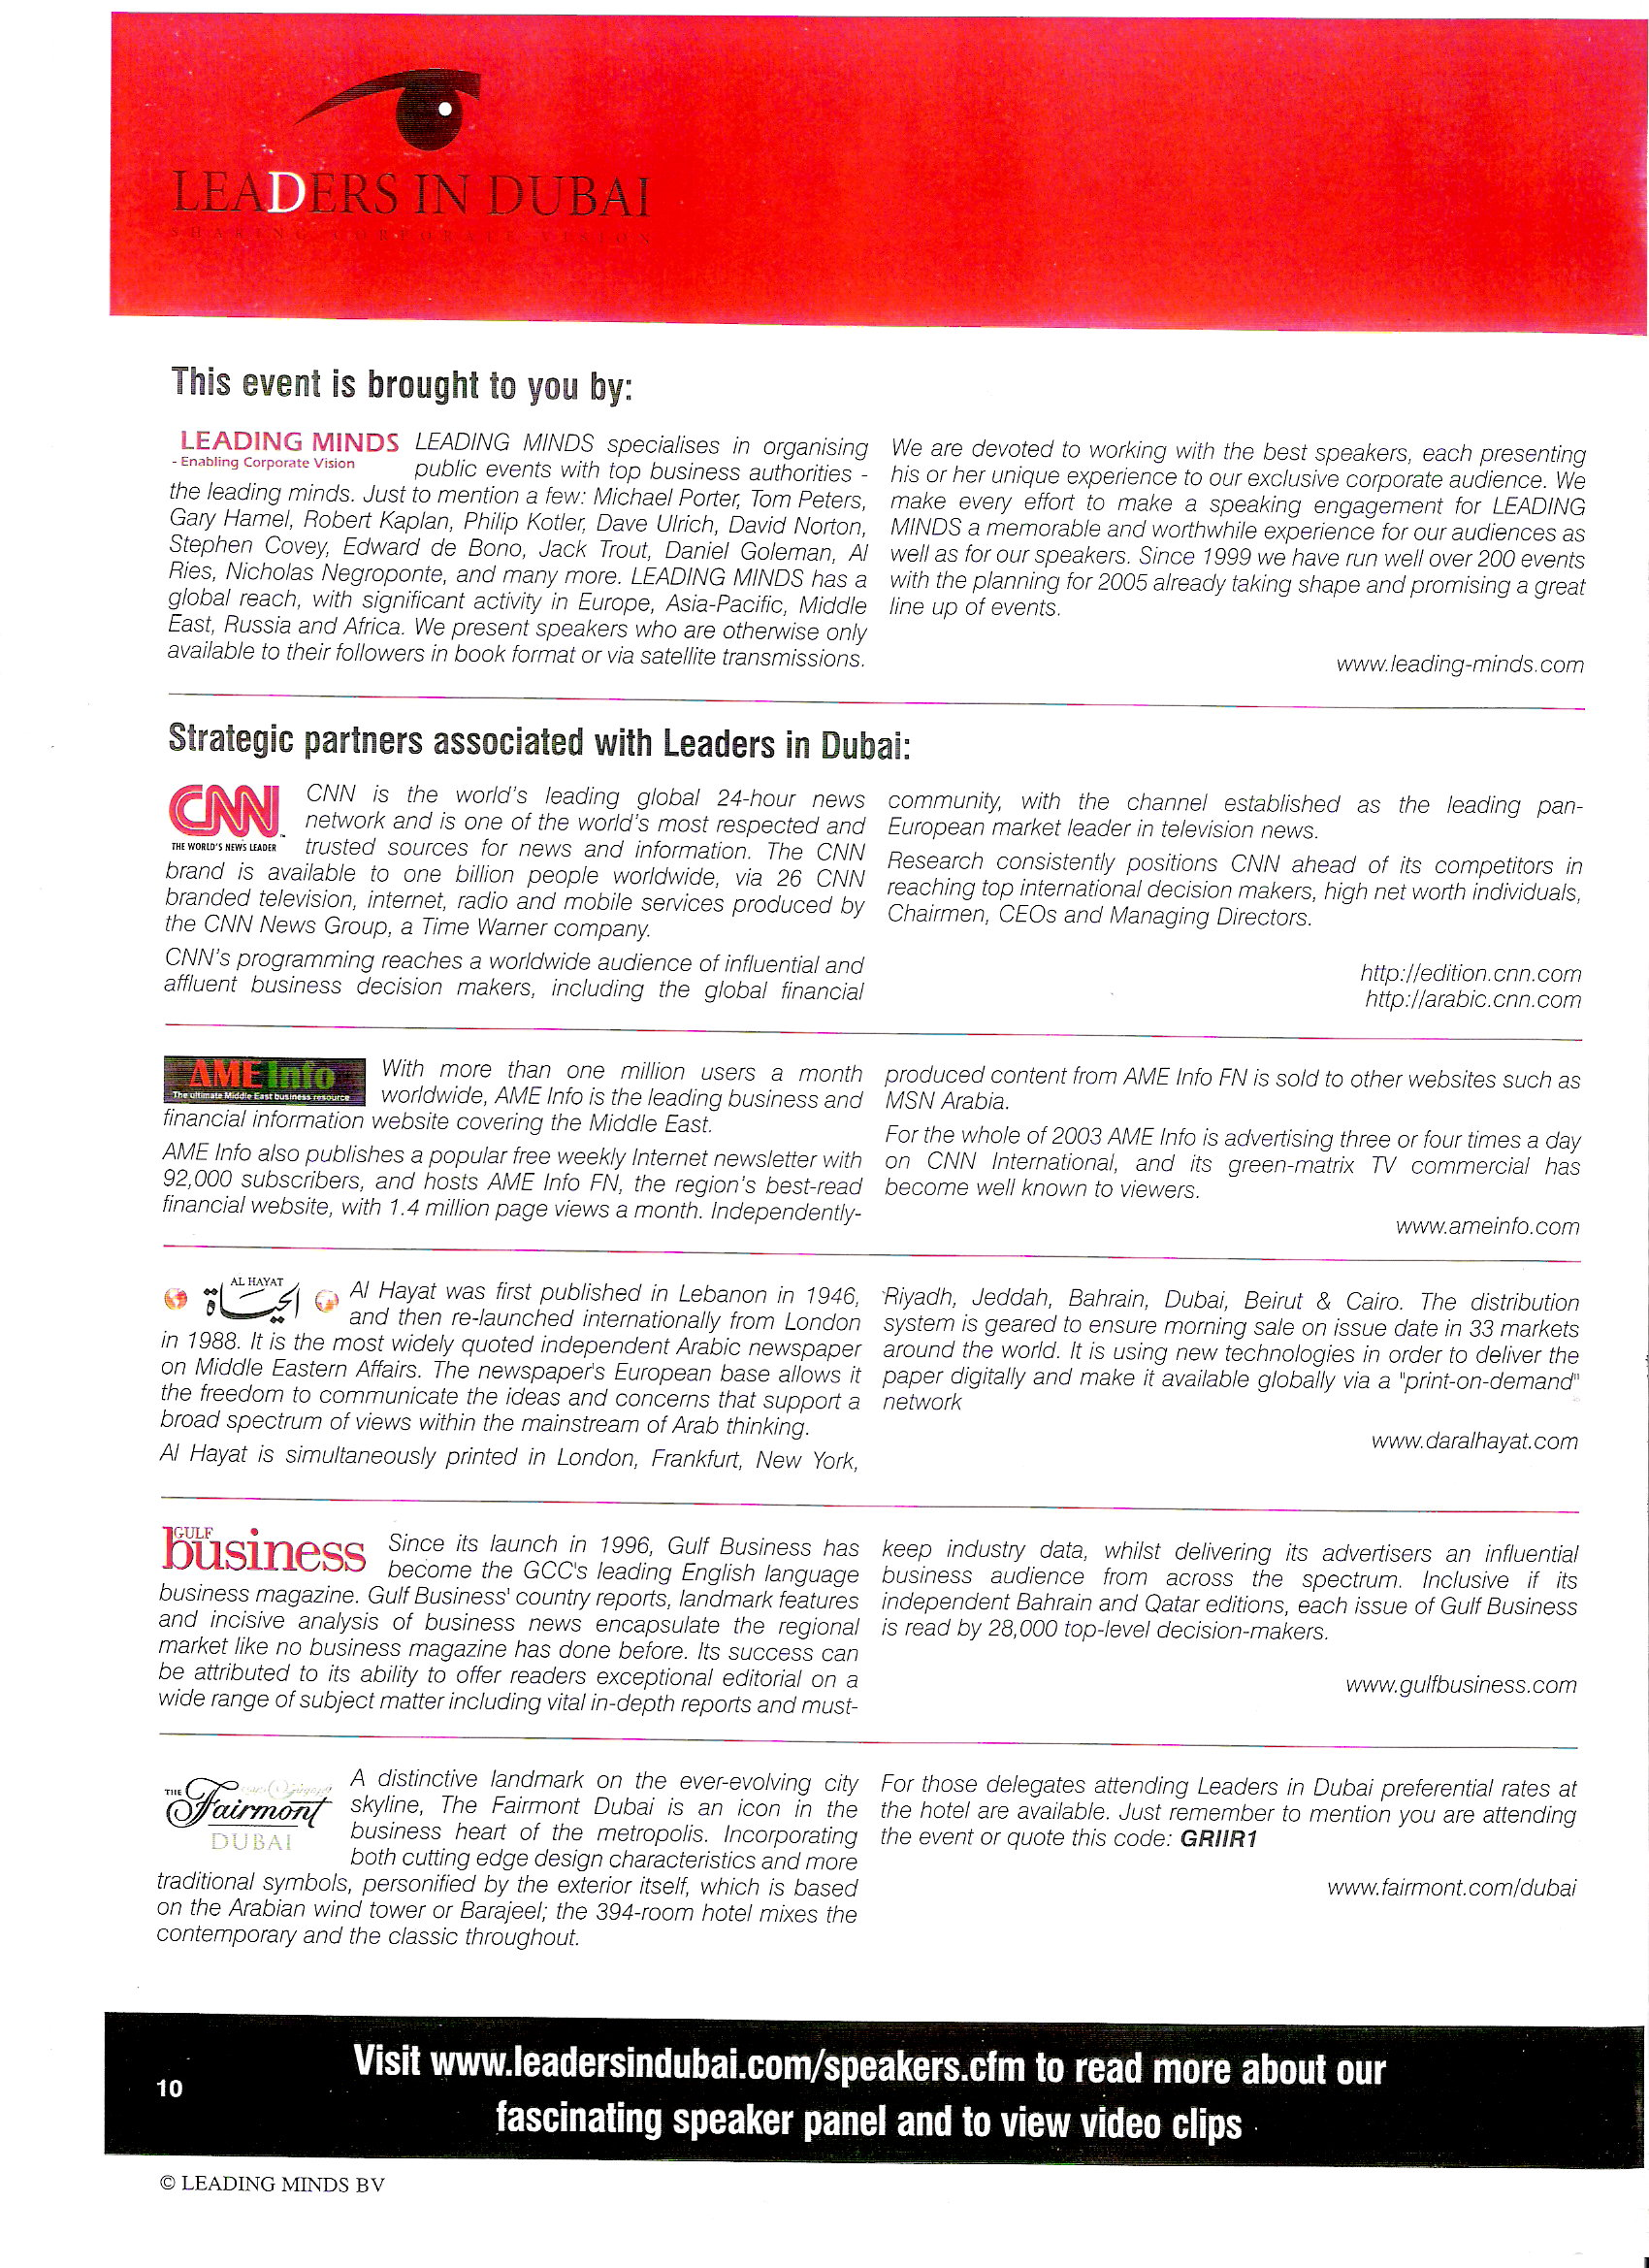 LEADERS IN DUBAI
SHARING CORPORATE VISION
This event is brought to you by:
LEADING MINDS
- Enabling Corporate Vision
LEADING MINDS specialises in organising
public events with top business authorities -
the leading minds. Just to mention a few: Michael Porter, Tom Peters,
Gary Hamel, Robert Kaplan, Philip Kotler, Dave Ulrich, David Norton,
Stephen Covey, Edward de Bono, Jack Trout, Daniel Goleman, Al
Ries, Nicholas Negroponte, and many more. LEADING MINDS has a
global reach, with significant activity in Europe, Asia-Pacific, Middle
East, Russia and Africa. We present speakers who are otherwise only
available to their followers in book format or via satellite transmissions.
We are devoted to working with the best speakers, each presenting
his or her unique experience to our exclusive corporate audience. We
make every effort to make a speaking engagement for LEADING
MINDS a memorable and worthwhile experience for our audiences as
well as for our speakers. Since 1999 we have run well over 200 events
with the planning for 2005 already taking shape and promising a great
line up of events.
www.leading-minds.com
Strategic partners associated with Leaders in Dubai:
CNN
THE WORLD'S NEWS LEADER
CNN is the world's leading global 24-hour news
network and is one of the world's most respected and
trusted sources for news and information. The CNN
brand is available to one billion people worldwide, via 26 CNN
branded television, internet, radio and mobile services produced by
the CNN News Group, a Time Warner company.
CNN's programming reaches a worldwide audience of influential and
affluent business decision makers, including the global financial
community, with the channel established as the leading pan-
European market leader in television news.
Research consistently positions CNN ahead of its competitors in
reaching top international decision makers, high net worth individuals,
Chairmen, CEOs and Managing Directors.
http://edition.cnn.com
http://arabic.cnn.com
AME Info
The ultimate Middle East business resource
With more than one million users a month
worldwide, AME Info is the leading business and
financial information website covering the Middle East.
AME Info also publishes a popular free weekly Internet newsletter with
92,000 subscribers, and hosts AME Info FN, the region's best-read
financial website, with 1.4 million page views a month. Independently-
produced content from AME Info FN is sold to other websites such as
MSN Arabia.
For the whole of 2003 AME Info is advertising three or four times a day
on CNN International, and its green-matrix TV commercial has
become well known to viewers.
www.ameinfo.com
AL HAYAT
الحياة
Al Hayat was first published in Lebanon in 1946,
and then re-launched internationally from London
in 1988. It is the most widely quoted independent Arabic newspaper
on Middle Eastern Affairs. The newspaper's European base allows it
the freedom to communicate the ideas and concerns that support a
broad spectrum of views within the mainstream of Arab thinking.
Al Hayat is simultaneously printed in London, Frankfurt, New York,
Riyadh, Jeddah, Bahrain, Dubai, Beirut & Cairo. The distribution
system is geared to ensure morning sale on issue date in 33 markets
around the world. It is using new technologies in order to deliver the
paper digitally and make it available globally via a "print-on-demand"
network
www.daralhayat.com
GULF
business
Since its launch in 1996, Gulf Business has
become the GCC's leading English language
business magazine. Gulf Business' country reports, landmark features
and incisive analysis of business news encapsulate the regional
market like no business magazine has done before. Its success can
be attributed to its ability to offer readers exceptional editorial on a
wide range of subject matter including vital in-depth reports and must-
keep industry data, whilst delivering its advertisers an influential
business audience from across the spectrum. Inclusive if its
independent Bahrain and Qatar editions, each issue of Gulf Business
is read by 28,000 top-level decision-makers.
www.gulfbusiness.com
THE
Fairmont
DUBAI
A distinctive landmark on the ever-evolving city
skyline, The Fairmont Dubai is an icon in the
business heart of the metropolis. Incorporating
both cutting edge design characteristics and more
traditional symbols, personified by the exterior itself, which is based
on the Arabian wind tower or Barajeel; the 394-room hotel mixes the
contemporary and the classic throughout.
For those delegates attending Leaders in Dubai preferential rates at
the hotel are available. Just remember to mention you are attending
the event or quote this code: GRIIR1
www.fairmont.com/dubai
Visit www.leadersindubai.com/speakers.cfm to read more about our
fascinating speaker panel and to view video clips
10
© LEADING MINDS BV